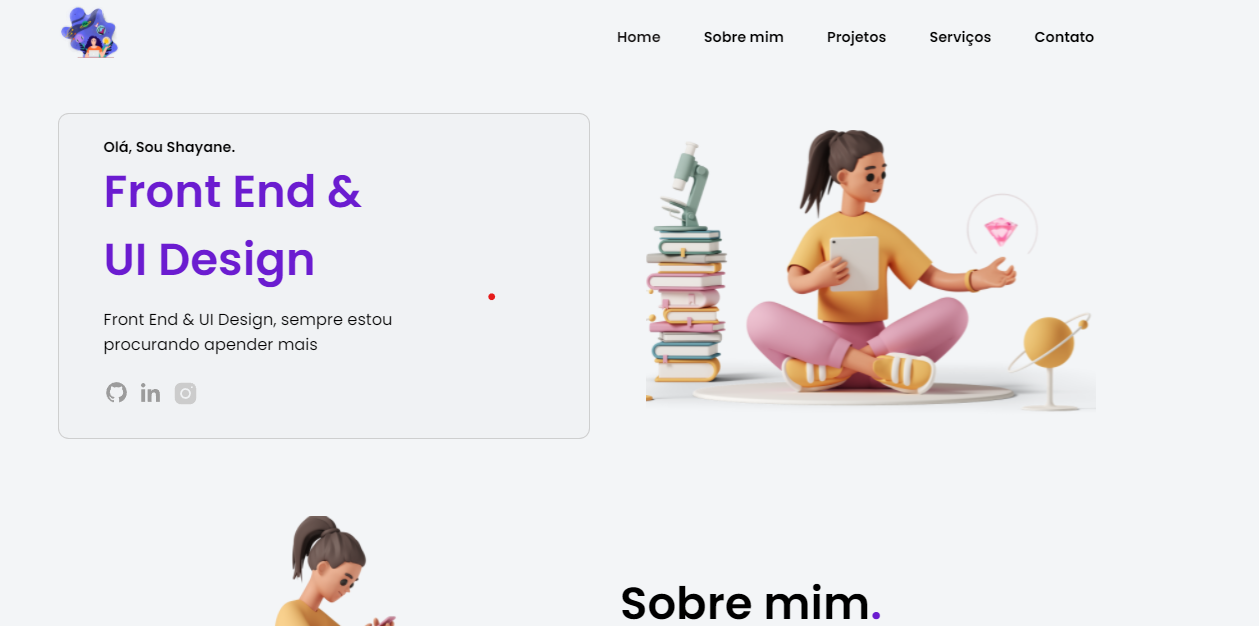 Home Sobre mim Projetos Serviços Contato
Olá, Sou Shayane.
Front End &
UI Design
Front End & UI Design, sempre estou
procurando apender mais
in
Sobre mim.